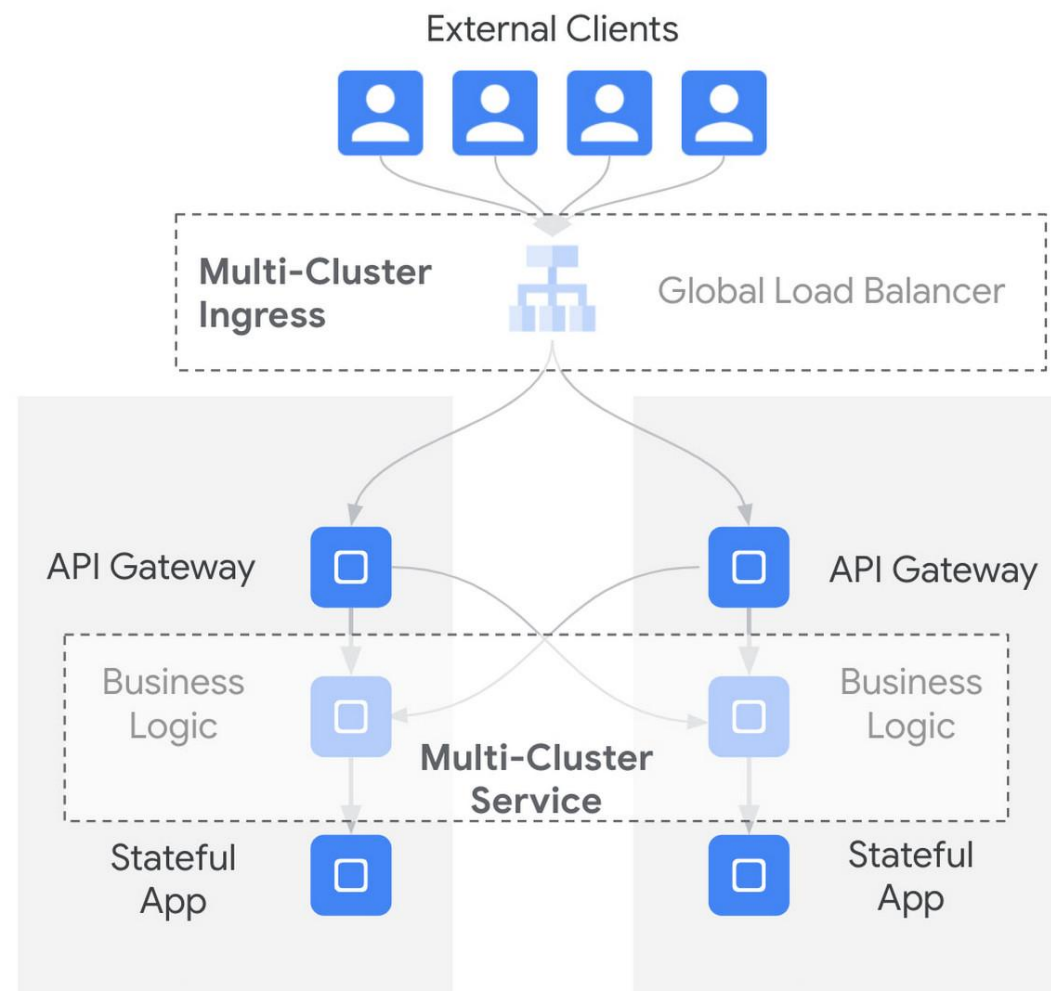 External Clients
Multi-Cluster
Ingress
Global Load Balancer
API Gateway
API Gateway
Business
Logic
Business
Logic
Multi-Cluster
Service
Stateful
App
Stateful
App